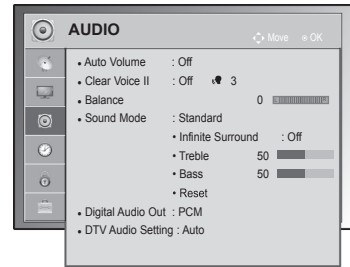 AUDIO
Move OK
• Auto Volume : Off
• Clear Voice II : Off 3
• Balance 0
• Sound Mode : Standard
• Infinite Surround : Off
• Treble 50
• Bass 50
• Reset
• Digital Audio Out : PCM
• DTV Audio Setting : Auto